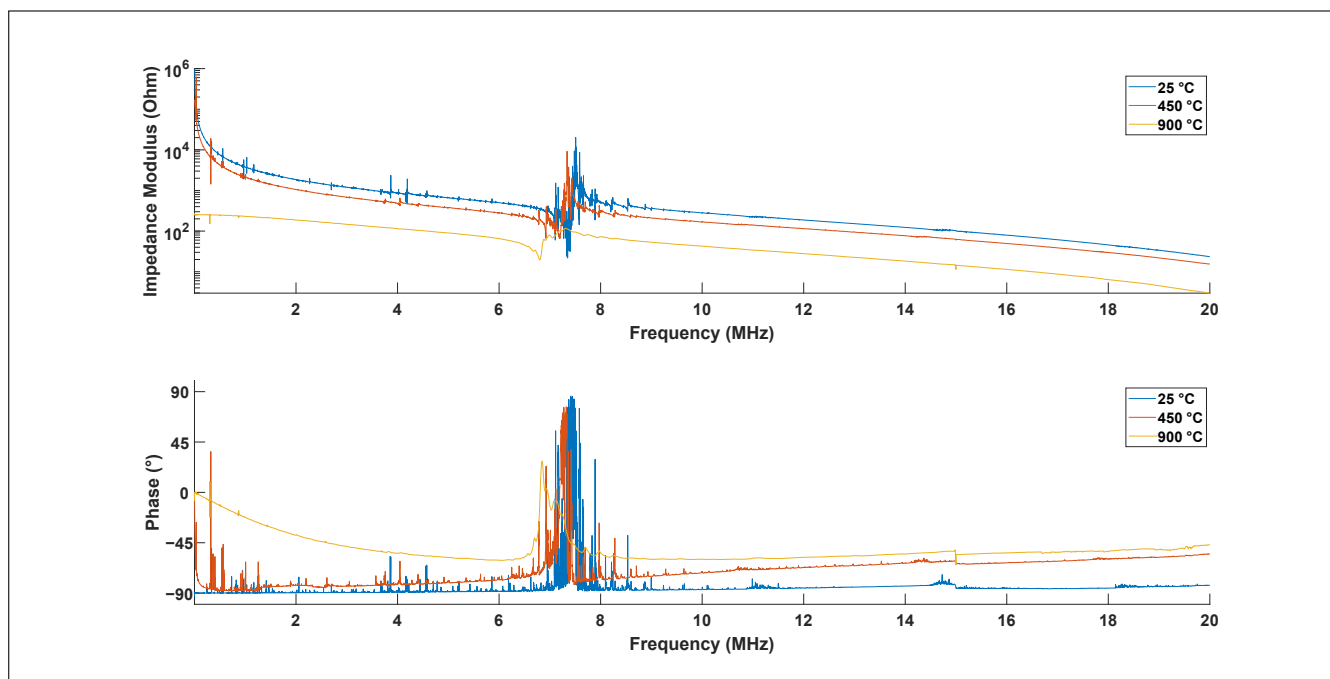 Impedance Modulus (Ohm)
10^6
10^4
10^2
2 4 6 8 10 12 14 16 18 20
Frequency (MHz)
25 °C
450 °C
900 °C
Phase (°)
90
45
0
−45
−90
2 4 6 8 10 12 14 16 18 20
Frequency (MHz)
25 °C
450 °C
900 °C